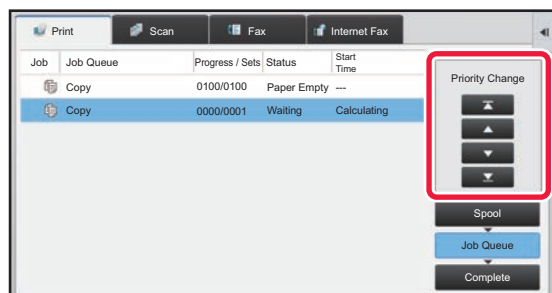 Print Scan Fax Internet Fax
Job Job Queue Progress / Sets Status Start Time
Copy 0100/0100 Paper Empty ---
Copy 0000/0001 Waiting Calculating
Priority Change
Spool
Job Queue
Complete